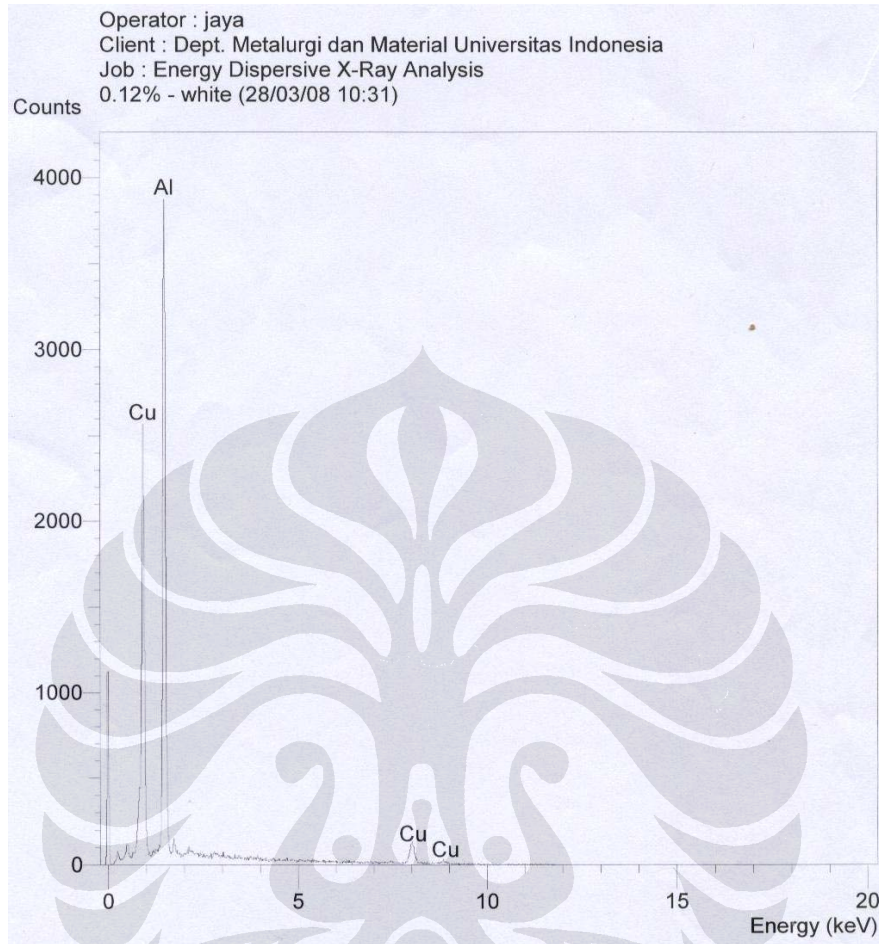 Operator : jaya
Client : Dept. Metalurgi dan Material Universitas Indonesia
Job : Energy Dispersive X-Ray Analysis
0.12% - white (28/03/08 10:31)
Counts
4000
Al
3000
Cu
2000
1000
Cu
Cu
0
0 5 10 15 20
Energy (keV)